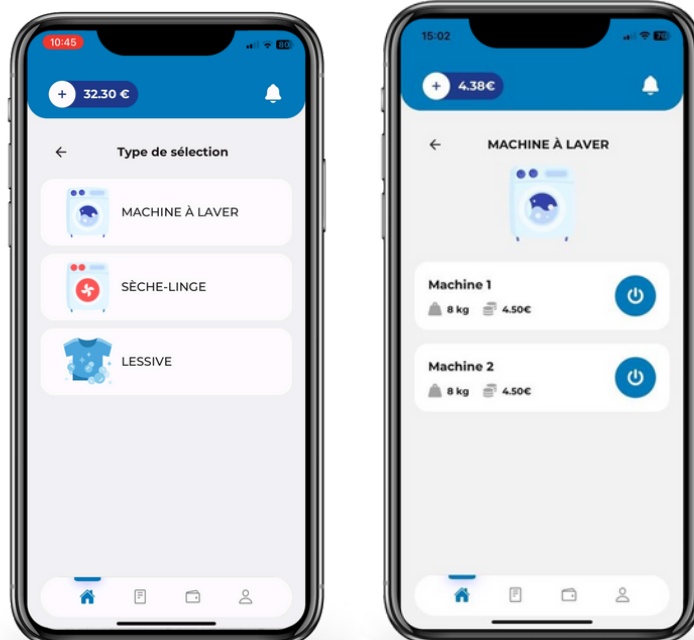 10:45
80
+ 32.30 €
Type de sélection
MACHINE À LAVER
SÈCHE-LINGE
LESSIVE
15:02
+ 4.38€
MACHINE À LAVER
Machine 1
8 kg 4.50€
Machine 2
8 kg 4.50€